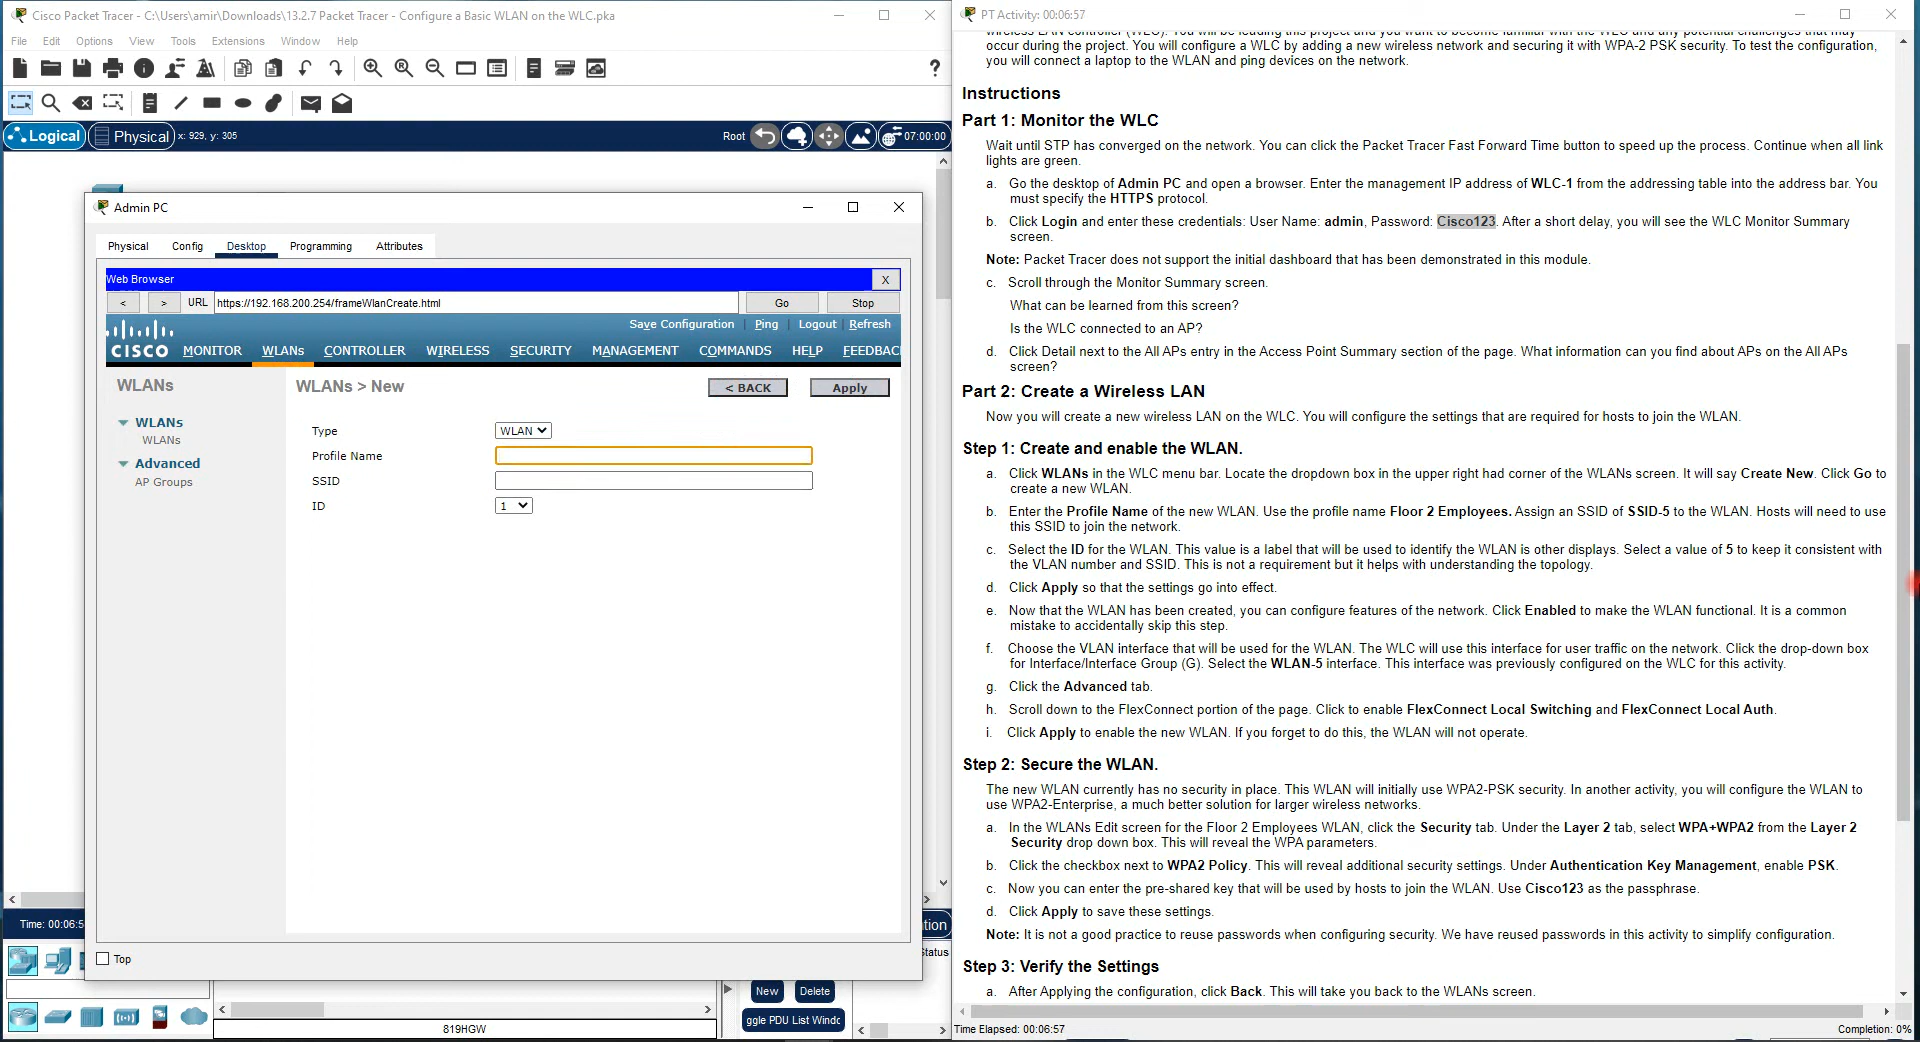 Cisco Packet Tracer - C:\Users\amir\Downloads\13.2.7 Packet Tracer - Configure a Basic WLAN on the WLC.pka
File Edit Options View Tools Extensions Window Help
?
Logical Physical x: 929, y: 305
Root 07:00:00
Admin PC
Physical Config Desktop Programming Attributes
Web Browser X
< > URL https://192.168.200.254/frameWlanCreate.html Go Stop
Save Configuration Ping Logout Refresh
CISCO MONITOR WLANs CONTROLLER WIRELESS SECURITY MANAGEMENT COMMANDS HELP FEEDBAC
WLANs
WLANs
WLANs
Advanced
AP Groups
WLANs > New < BACK Apply
Type WLAN
Profile Name
SSID
ID 1
Top
Time: 00:06:5
tion
Status
New Delete
ggle PDU List Windo
819HGW
PT Activity: 00:06:57
occur during the project. You will configure a WLC by adding a new wireless network and securing it with WPA-2 PSK security. To test the configuration,
you will connect a laptop to the WLAN and ping devices on the network.
Instructions
Part 1: Monitor the WLC
Wait until STP has converged on the network. You can click the Packet Tracer Fast Forward Time button to speed up the process. Continue when all link
lights are green.
a. Go the desktop of Admin PC and open a browser. Enter the management IP address of WLC-1 from the addressing table into the address bar. You
must specify the HTTPS protocol.
b. Click Login and enter these credentials: User Name: admin, Password: Cisco123. After a short delay, you will see the WLC Monitor Summary
screen.
Note: Packet Tracer does not support the initial dashboard that has been demonstrated in this module.
c. Scroll through the Monitor Summary screen.
What can be learned from this screen?
Is the WLC connected to an AP?
d. Click Detail next to the All APs entry in the Access Point Summary section of the page. What information can you find about APs on the All APs
screen?
Part 2: Create a Wireless LAN
Now you will create a new wireless LAN on the WLC. You will configure the settings that are required for hosts to join the WLAN.
Step 1: Create and enable the WLAN.
a. Click WLANs in the WLC menu bar. Locate the dropdown box in the upper right had corner of the WLANs screen. It will say Create New. Click Go to
create a new WLAN.
b. Enter the Profile Name of the new WLAN. Use the profile name Floor 2 Employees. Assign an SSID of SSID-5 to the WLAN. Hosts will need to use
this SSID to join the network.
c. Select the ID for the WLAN. This value is a label that will be used to identify the WLAN is other displays. Select a value of 5 to keep it consistent with
the VLAN number and SSID. This is not a requirement but it helps with understanding the topology.
d. Click Apply so that the settings go into effect.
e. Now that the WLAN has been created, you can configure features of the network. Click Enabled to make the WLAN functional. It is a common
mistake to accidentally skip this step.
f. Choose the VLAN interface that will be used for the WLAN. The WLC will use this interface for user traffic on the network. Click the drop-down box
for Interface/Interface Group (G). Select the WLAN-5 interface. This interface was previously configured on the WLC for this activity.
g. Click the Advanced tab.
h. Scroll down to the FlexConnect portion of the page. Click to enable FlexConnect Local Switching and FlexConnect Local Auth.
i. Click Apply to enable the new WLAN. If you forget to do this, the WLAN will not operate.
Step 2: Secure the WLAN.
The new WLAN currently has no security in place. This WLAN will initially use WPA2-PSK security. In another activity, you will configure the WLAN to
use WPA2-Enterprise, a much better solution for larger wireless networks.
a. In the WLANs Edit screen for the Floor 2 Employees WLAN, click the Security tab. Under the Layer 2 tab, select WPA+WPA2 from the Layer 2
Security drop down box. This will reveal the WPA parameters.
b. Click the checkbox next to WPA2 Policy. This will reveal additional security settings. Under Authentication Key Management, enable PSK.
c. Now you can enter the pre-shared key that will be used by hosts to join the WLAN. Use Cisco123 as the passphrase.
d. Click Apply to save these settings.
Note: It is not a good practice to reuse passwords when configuring security. We have reused passwords in this activity to simplify configuration.
Step 3: Verify the Settings
a. After Applying the configuration, click Back. This will take you back to the WLANs screen.
Time Elapsed: 00:06:57 Completion: 0%